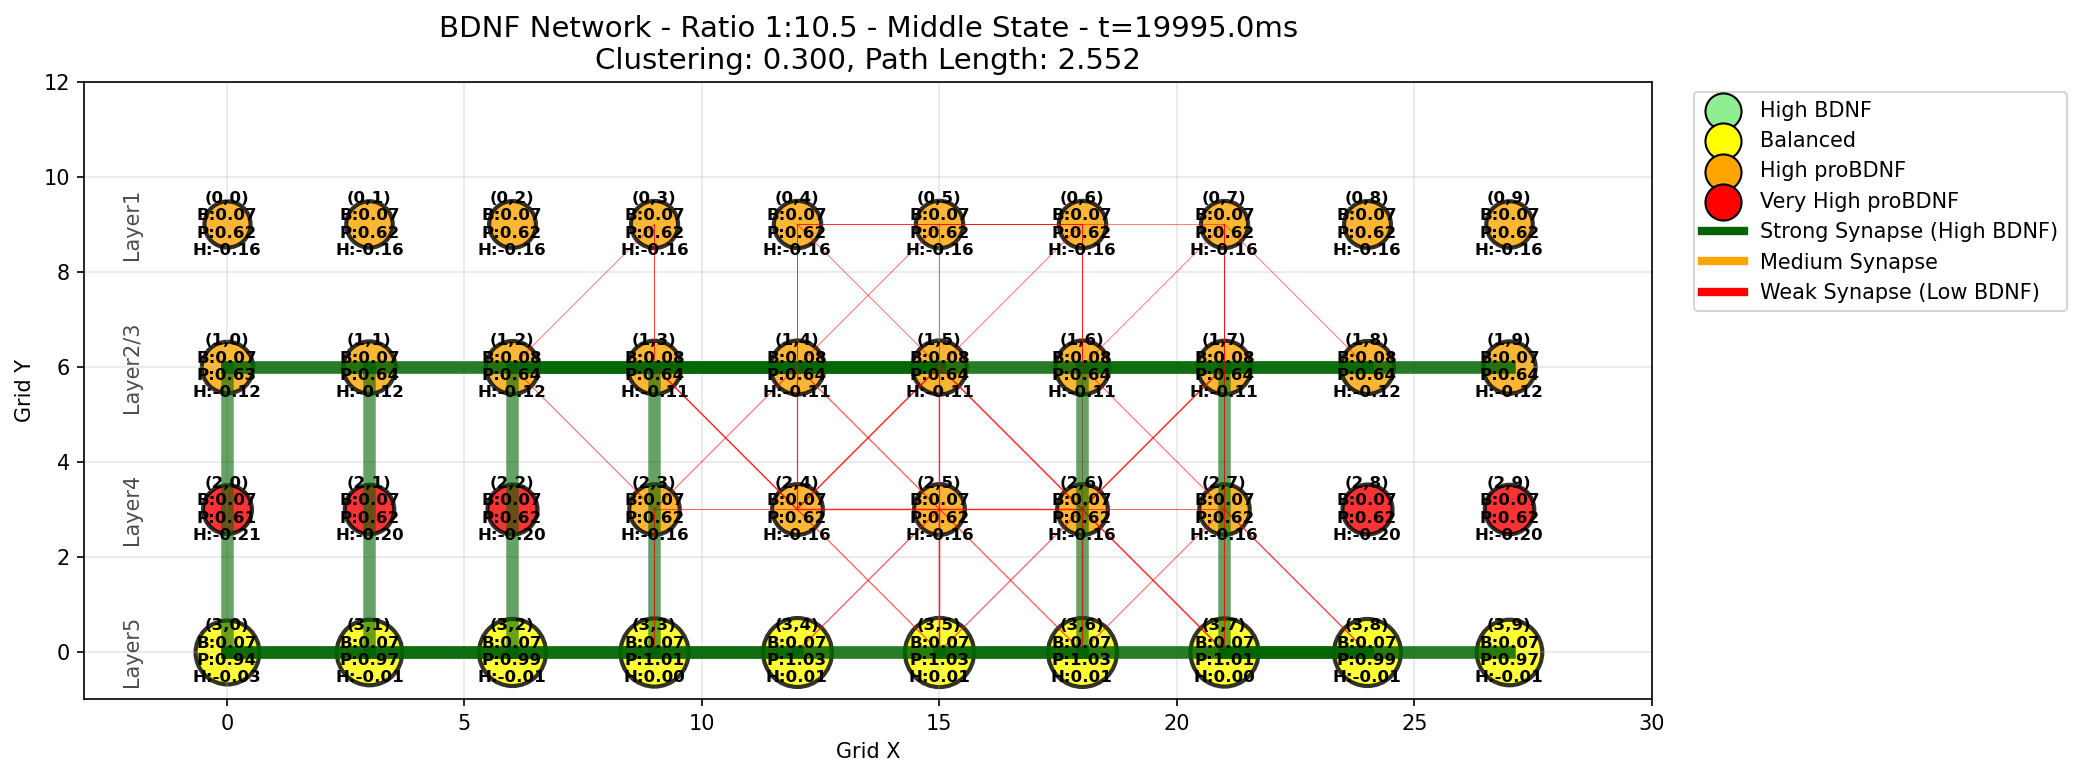 BDNF Network - Ratio 1:10.5 - Middle State - t=19995.0ms
Clustering: 0.300, Path Length: 2.552
Grid Y
12
10
8
6
4
2
0
Layer1
Layer2/3
Layer4
Layer5
(0,0) (0,1) (0,2) (0,3) (0,4) (0,5) (0,6) (0,7) (0,8) (0,9)
B:0.07 B:0.07 B:0.07 B:0.07 B:0.07 B:0.07 B:0.07 B:0.07 B:0.07 B:0.07
P:0.62 P:0.62 P:0.62 P:0.62 P:0.62 P:0.62 P:0.62 P:0.62 P:0.62 P:0.62
H:-0.16 H:-0.16 H:-0.16 H:-0.16 H:-0.16 H:-0.16 H:-0.16 H:-0.16 H:-0.16 H:-0.16
(1,0) (1,1) (1,2) (1,3) (1,4) (1,5) (1,6) (1,7) (1,8) (1,9)
B:0.07 B:0.07 B:0.08 B:0.08 B:0.08 B:0.08 B:0.08 B:0.08 B:0.08 B:0.07
P:0.63 P:0.64 P:0.64 P:0.64 P:0.64 P:0.64 P:0.64 P:0.64 P:0.64 P:0.64
H:-0.12 H:-0.12 H:-0.12 H:-0.11 H:-0.11 H:-0.11 H:-0.11 H:-0.11 H:-0.12 H:-0.12
(2,0) (2,1) (2,2) (2,3) (2,4) (2,5) (2,6) (2,7) (2,8) (2,9)
B:0.07 B:0.07 B:0.07 B:0.07 B:0.07 B:0.07 B:0.07 B:0.07 B:0.07 B:0.07
P:0.61 P:0.62 P:0.62 P:0.62 P:0.62 P:0.62 P:0.62 P:0.62 P:0.62 P:0.62
H:-0.21 H:-0.20 H:-0.20 H:-0.16 H:-0.16 H:-0.16 H:-0.16 H:-0.16 H:-0.20 H:-0.20
(3,0) (3,1) (3,2) (3,3) (3,4) (3,5) (3,6) (3,7) (3,8) (3,9)
B:0.07 B:0.07 B:0.07 B:0.07 B:0.07 B:0.07 B:0.07 B:0.07 B:0.07 B:0.07
P:0.94 P:0.97 P:0.99 P:1.01 P:1.03 P:1.03 P:1.03 P:1.01 P:0.99 P:0.97
H:-0.03 H:-0.01 H:-0.01 H:0.00 H:0.01 H:0.01 H:0.01 H:0.00 H:-0.01 H:-0.01
0 5 10 15 20 25 30
Grid X
High BDNF
Balanced
High proBDNF
Very High proBDNF
Strong Synapse (High BDNF)
Medium Synapse
Weak Synapse (Low BDNF)